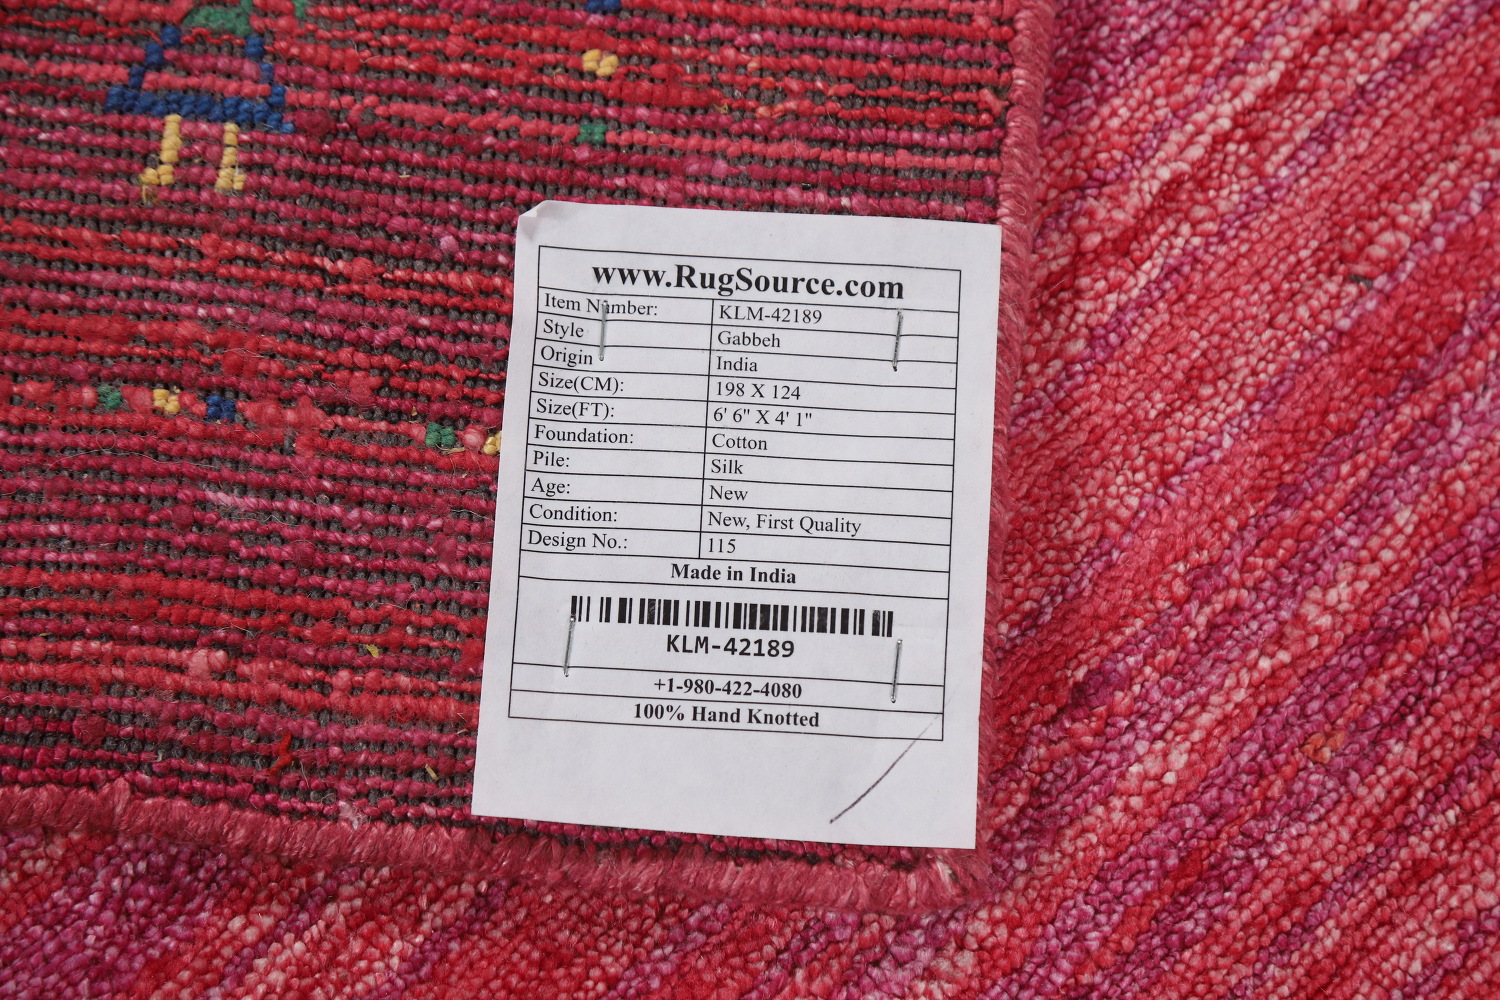 www.RugSource.com
Item Number: KLM-42189
Style Gabbeh
Origin India
Size(CM): 198 X 124
Size(FT): 6' 6" X 4' 1"
Foundation: Cotton
Pile: Silk
Age: New
Condition: New, First Quality
Design No.: 115
Made in India
KLM-42189
+1-980-422-4080
100% Hand Knotted